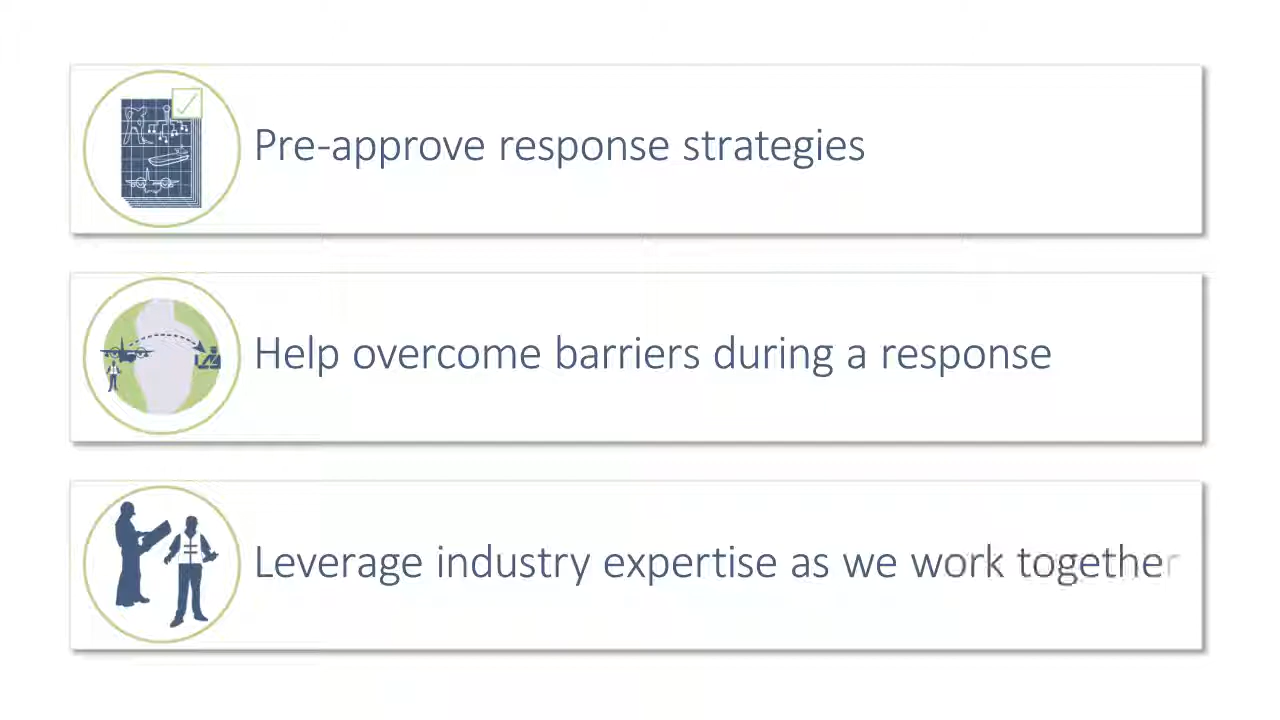 Pre-approve response strategies
Help overcome barriers during a response
Leverage industry expertise as we work together